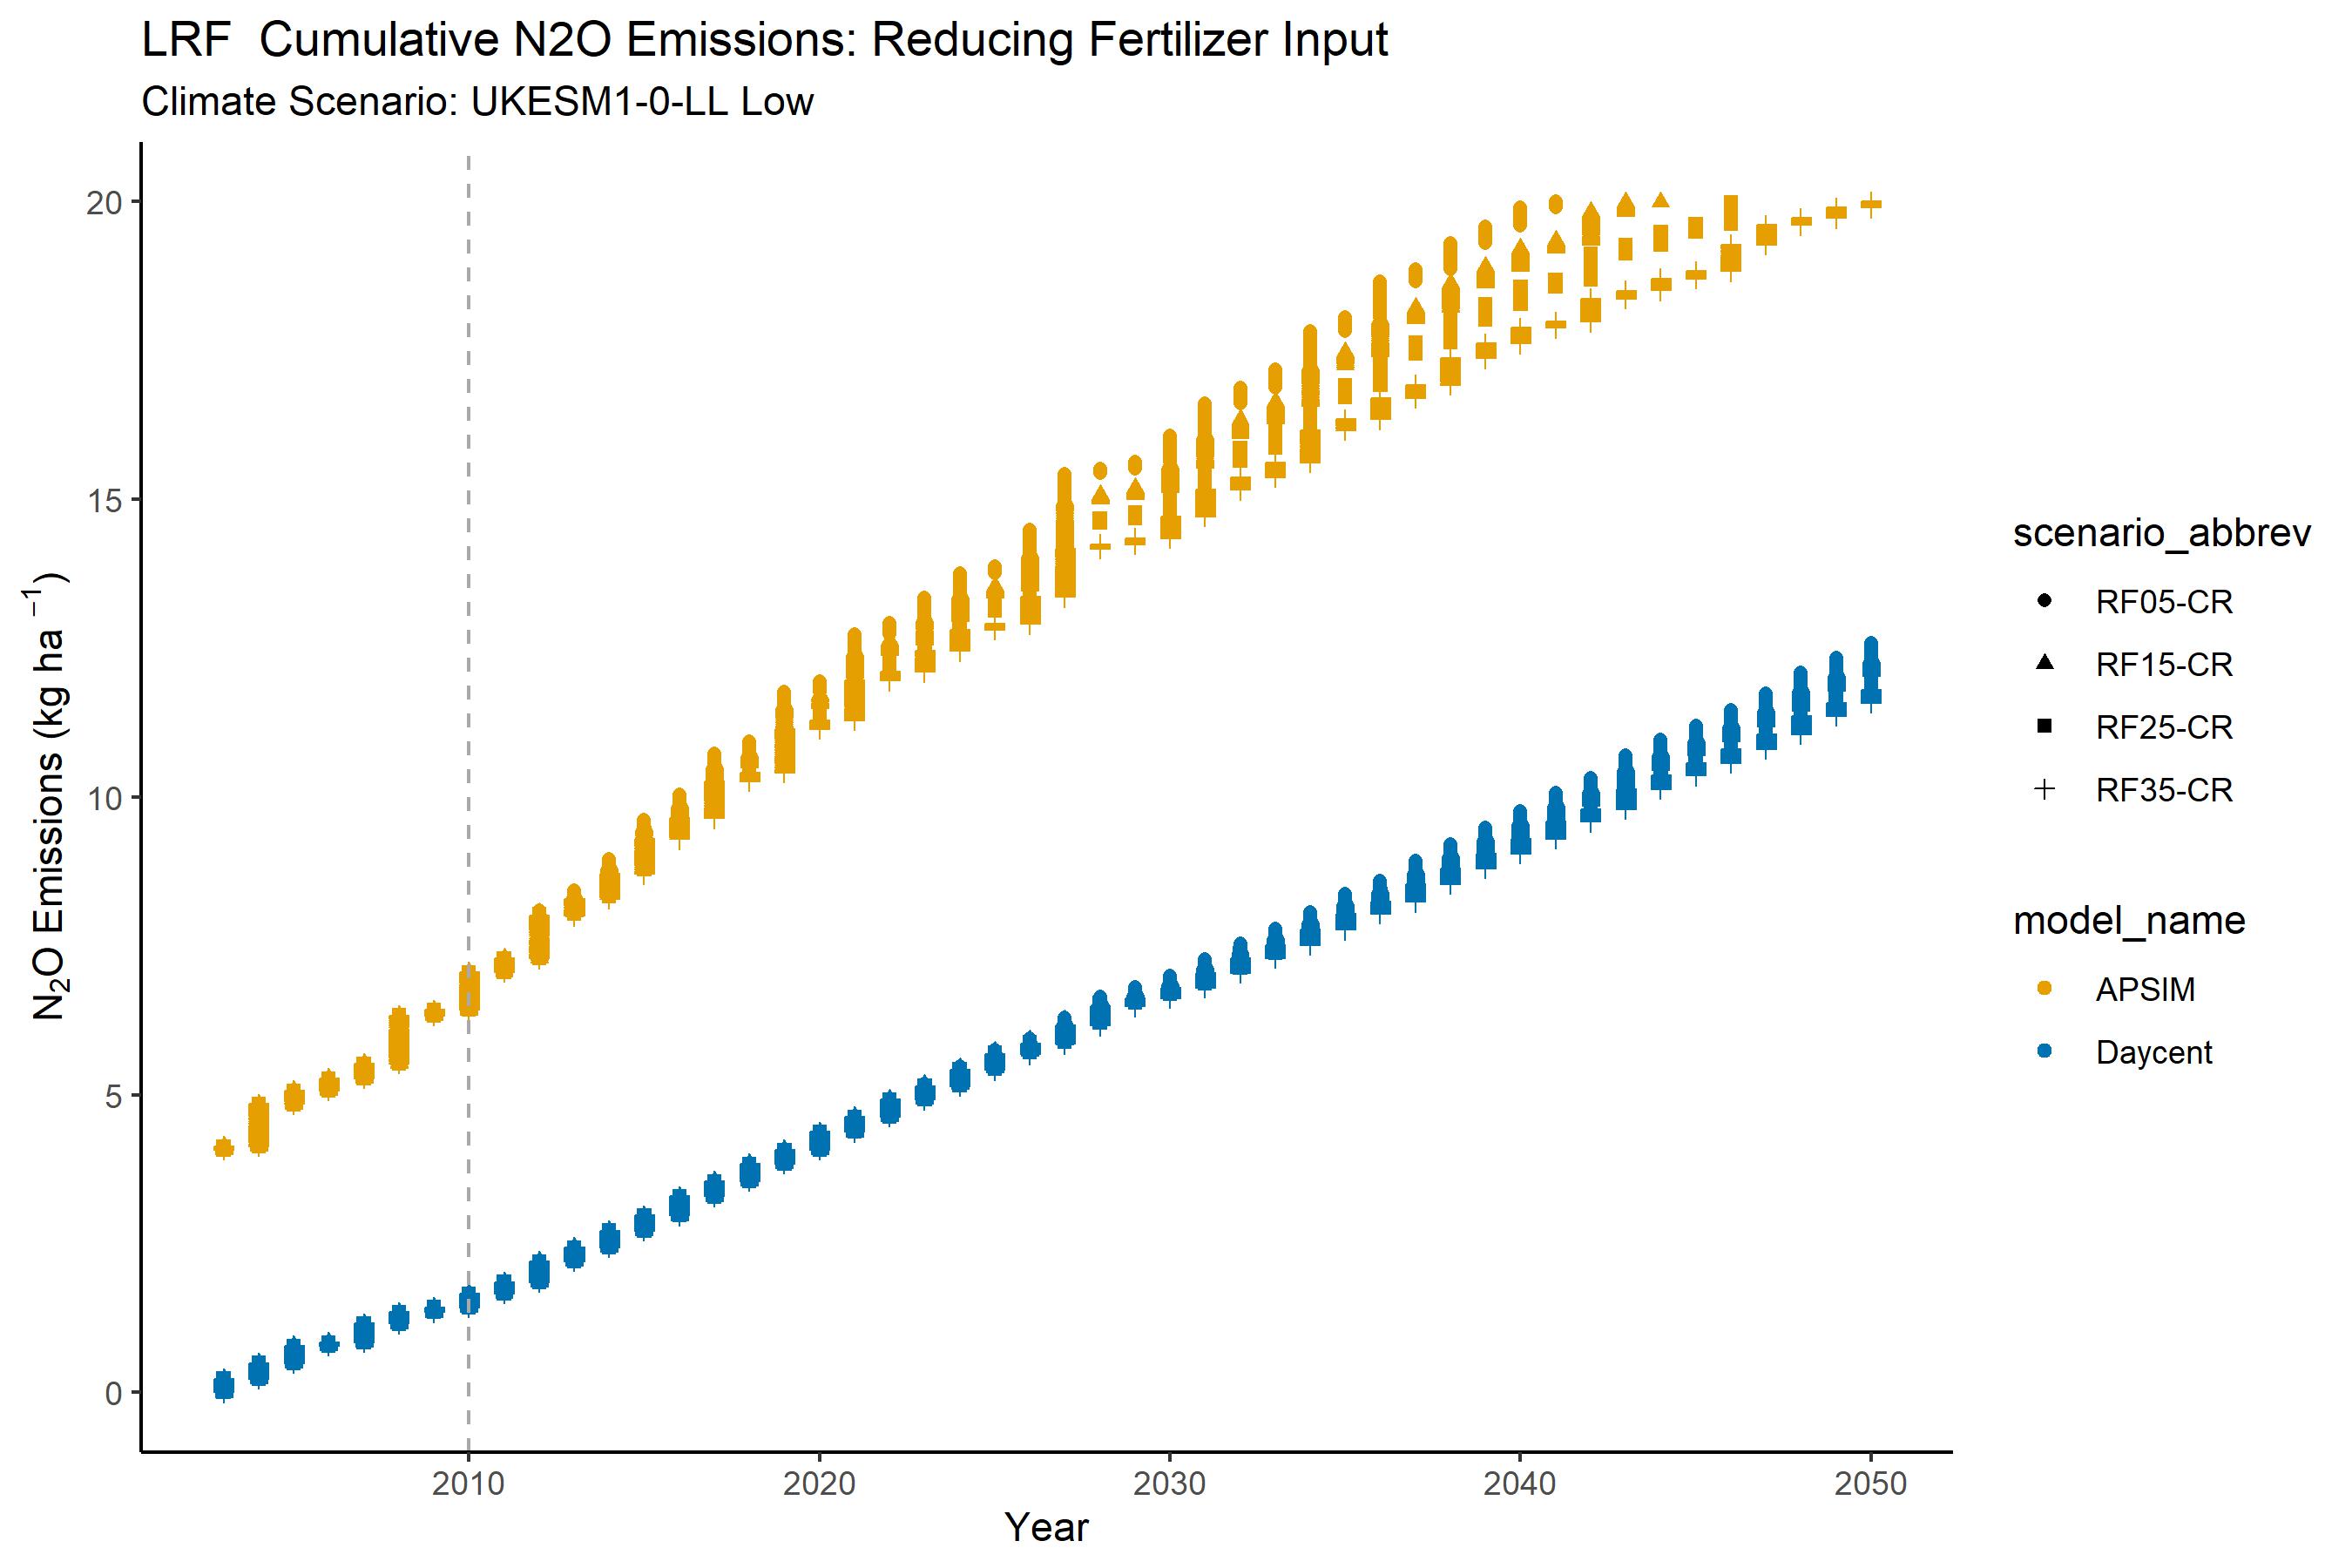 LRF  Cumulative N2O Emissions: Reducing Fertilizer Input
Climate Scenario: UKESM1-0-LL Low
N₂O Emissions (kg ha ⁻¹)
20
15
10
5
0
2010
2020
2030
2040
2050
Year
scenario_abbrev
RF05-CR
RF15-CR
RF25-CR
RF35-CR
model_name
APSIM
Daycent